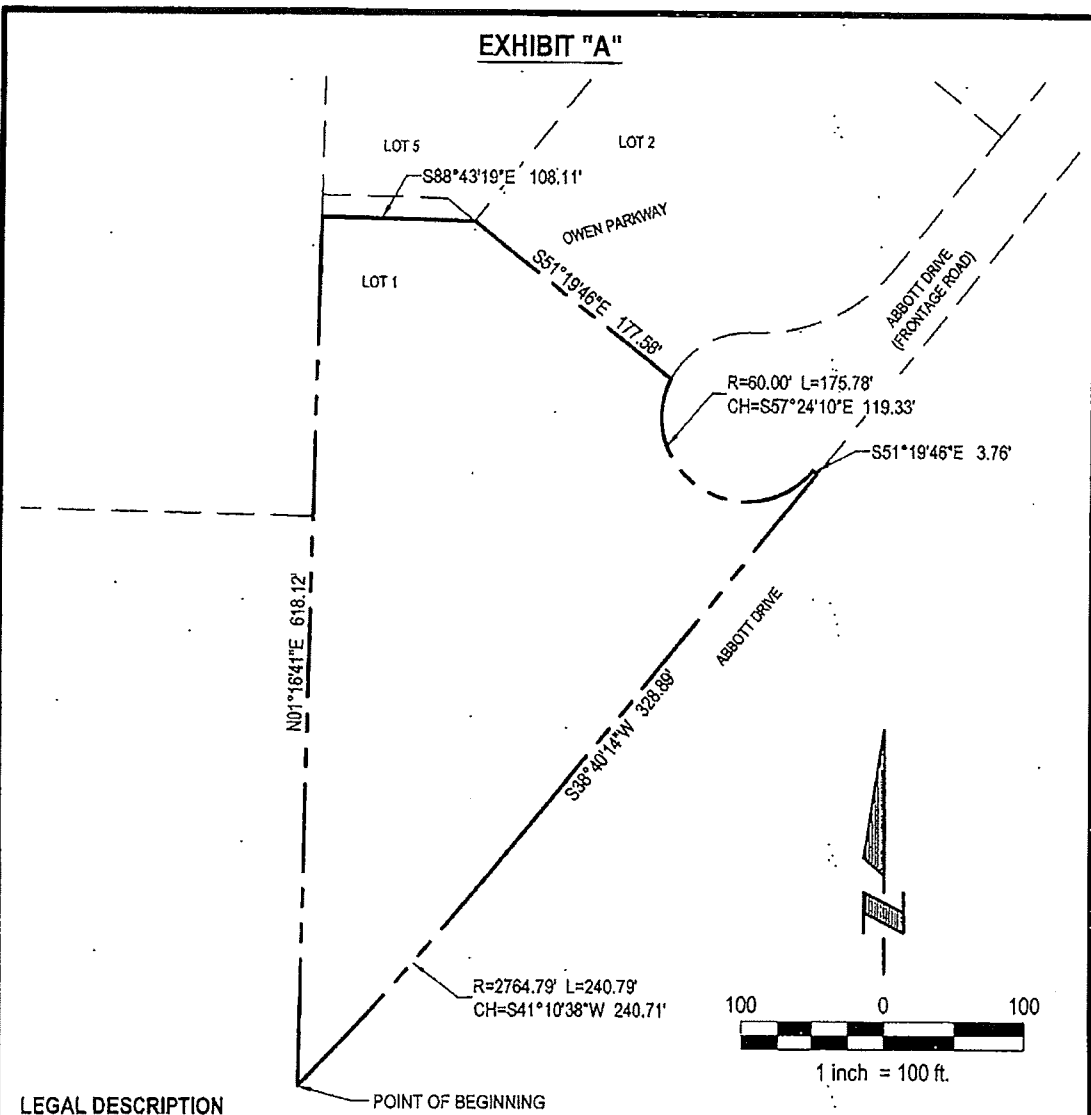 EXHIBIT "A"
LOT 5
LOT 2
S88°43'19"E 108.11'
OWEN PARKWAY
LOT 1
S51°19'46"E 177.58'
ABBOTT DRIVE
(FRONTAGE ROAD)
R=60.00' L=175.78'
CH=S57°24'10"E 119.33'
S51°19'46"E 3.76'
N01°16'41"E 618.12'
ABBOTT DRIVE
S38°40'14"W 328.89'
R=2764.79' L=240.79'
CH=S41°10'38"W 240.71'
100 0 100
1 inch = 100 ft.
LEGAL DESCRIPTION
POINT OF BEGINNING